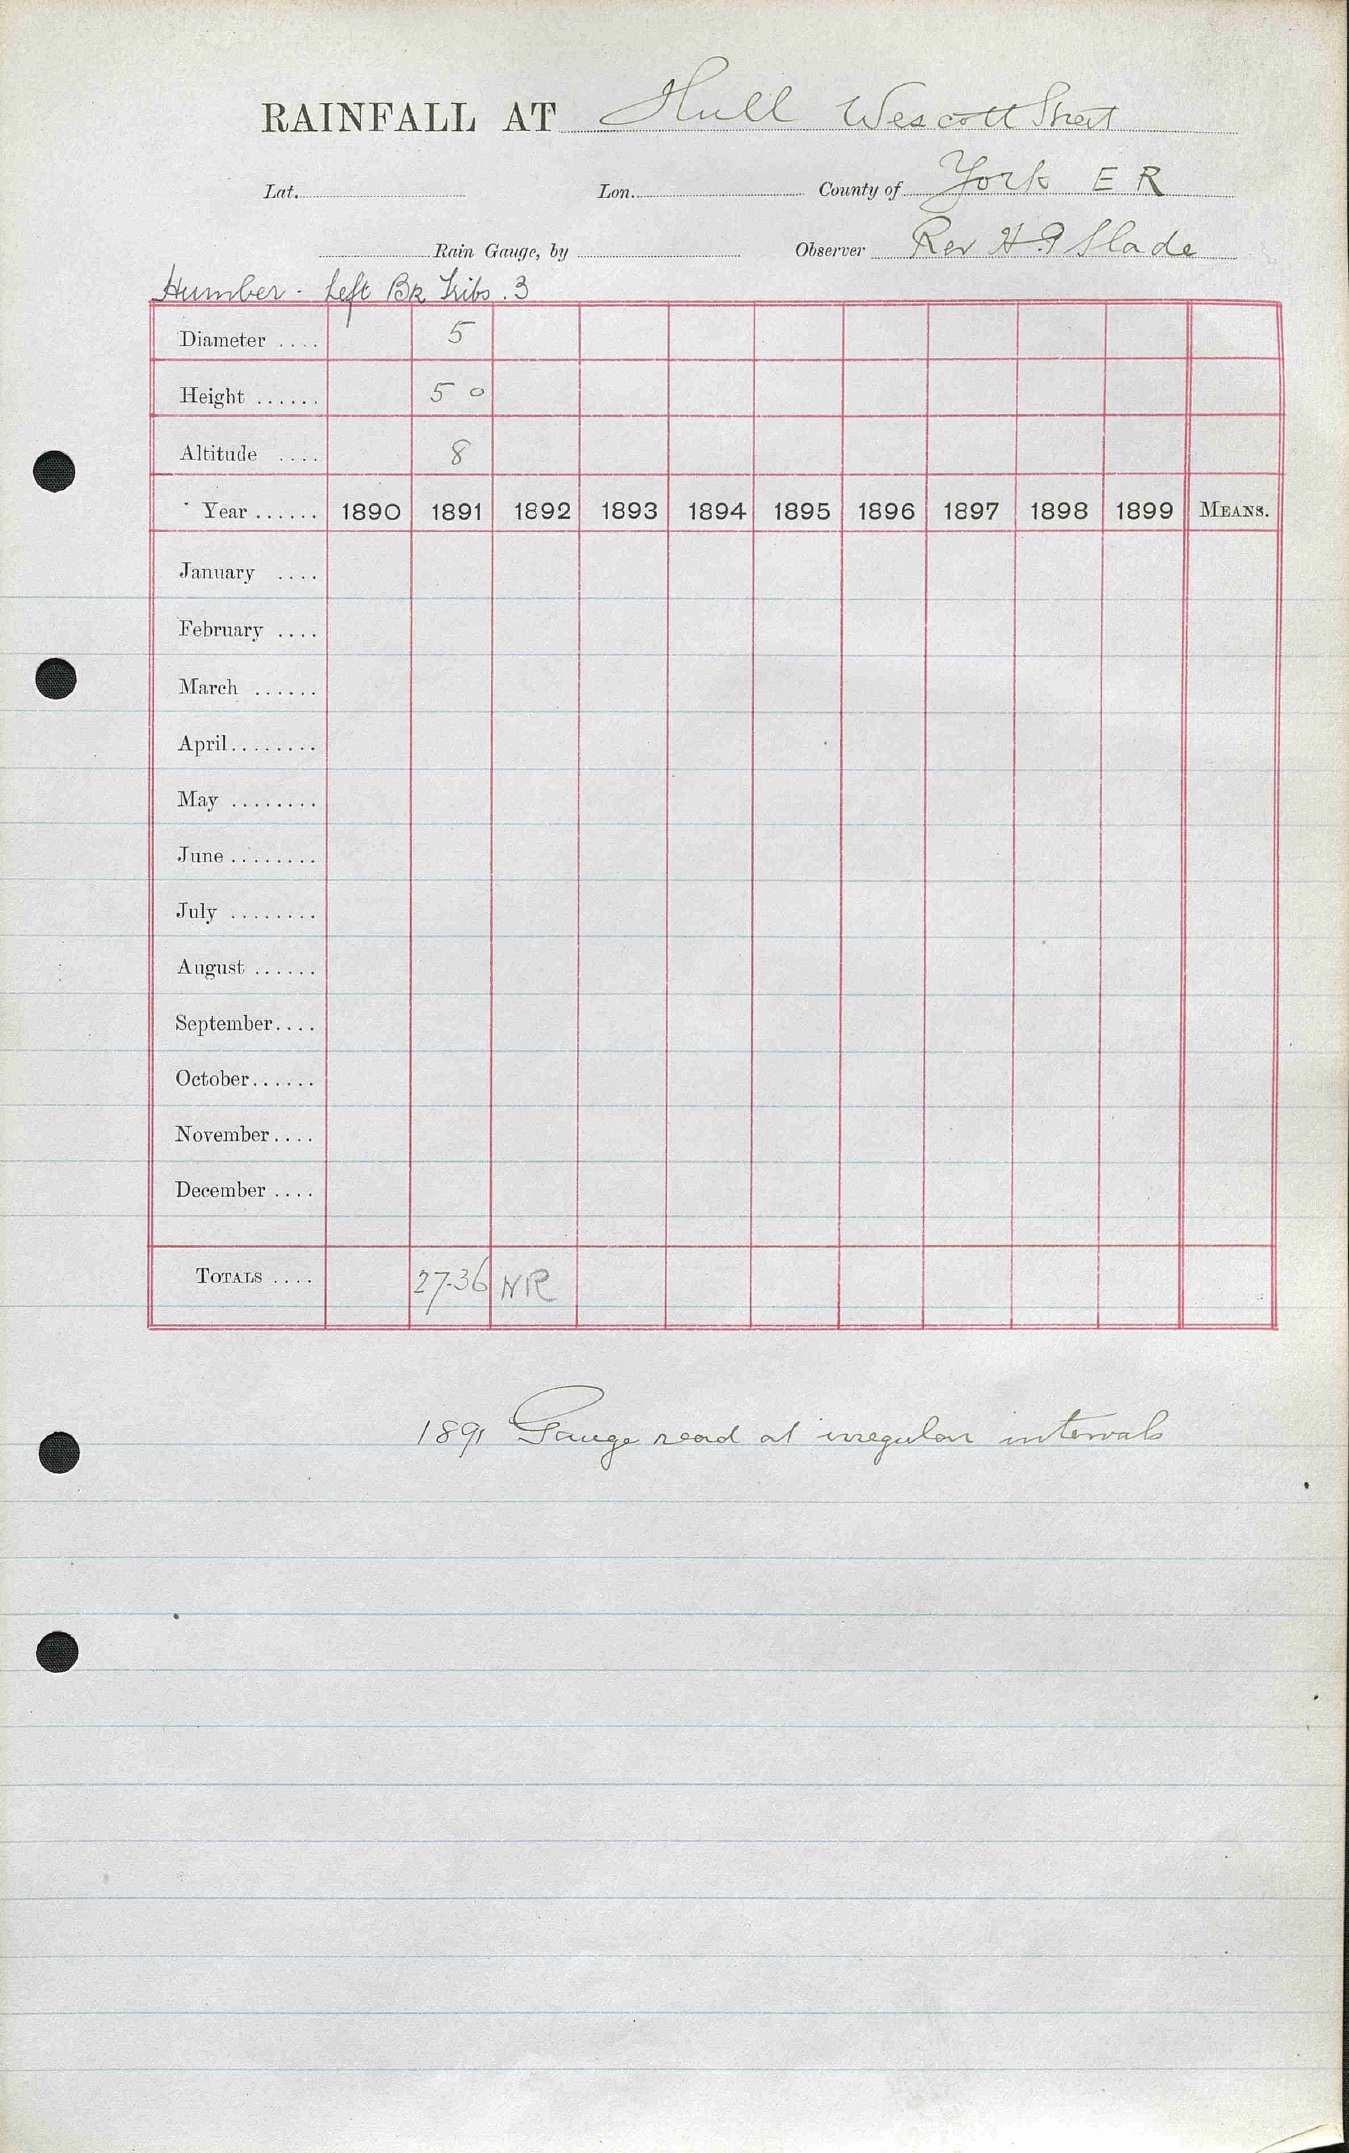 RAINFALL AT Hull Wescott Street
Lat. Lon. County of York E R
Rain Gauge, by Observer Rev H P Slade
Humber - Left Bk Tribs. 3
Diameter .... 5
Height ...... 5 0
Altitude .... 8
Year ...... 1890 1891 1892 1893 1894 1895 1896 1897 1898 1899 MEANS.
January ....
February ....
March ......
April........
May ........
June ........
July ........
August ......
September....
October......
November....
December ....
TOTALS .... 27.36 NR
1891 Gauge read at irregular intervals